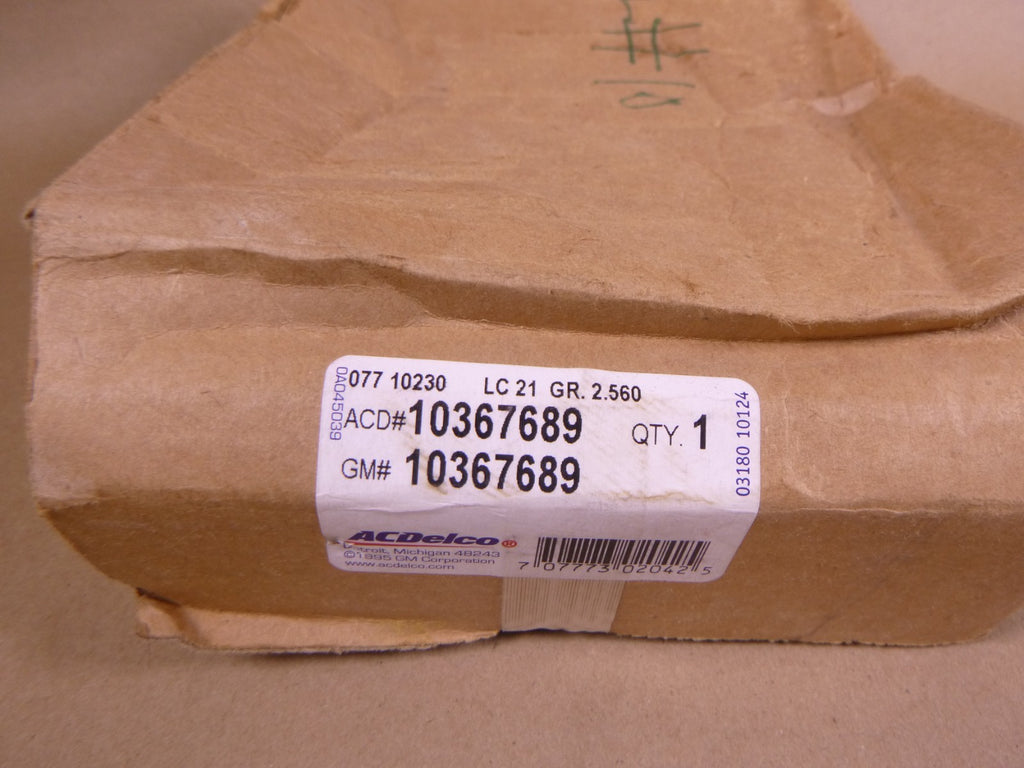 077 10230 LC 21 GR. 2.560
ACD# 10367689 QTY. 1
GM# 10367689
0A045039
03180 10124
ACDelco®
Detroit, Michigan 48243
©1995 GM Corporation
www.acdelco.com
7 07773 02042 5